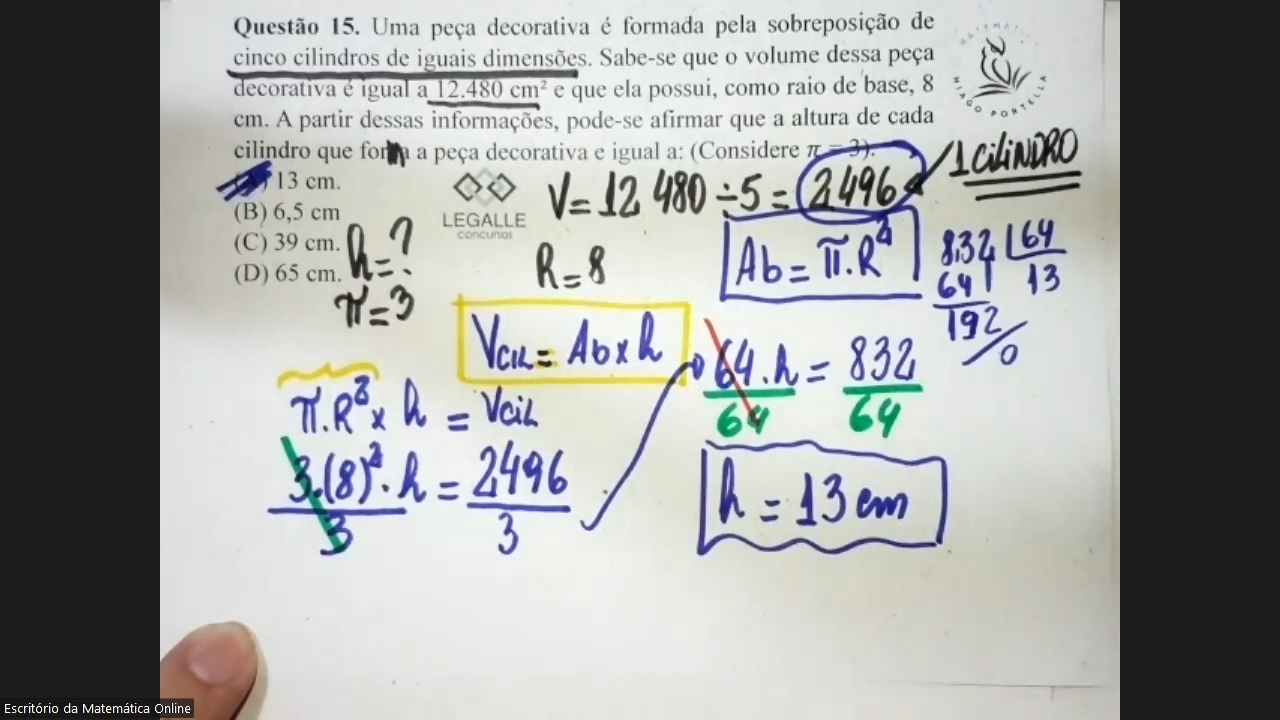 Questão 15. Uma peça decorativa é formada pela sobreposição de
cinco cilindros de iguais dimensões. Sabe-se que o volume dessa peça
decorativa é igual a 12.480 cm² e que ela possui, como raio de base, 8
cm. A partir dessas informações, pode-se afirmar que a altura de cada
cilindro que forma a peça decorativa e igual a: (Considere π = 3).
(A) 13 cm.
(B) 6,5 cm
(C) 39 cm.
(D) 65 cm.
LEGALLE
concursos
PORTELLA
h = ?
π = 3
V = 12 480 ÷ 5 = 2496
1 CILINDRO
R = 8
Ab = π.R²
832 64
64 13
192
0
VCIL = Ab x h
π.R² x h = VCIL
3.(8)².h = 2496
3 3
64.h = 832
64 64
h = 13 cm
Escritório da Matemática Online